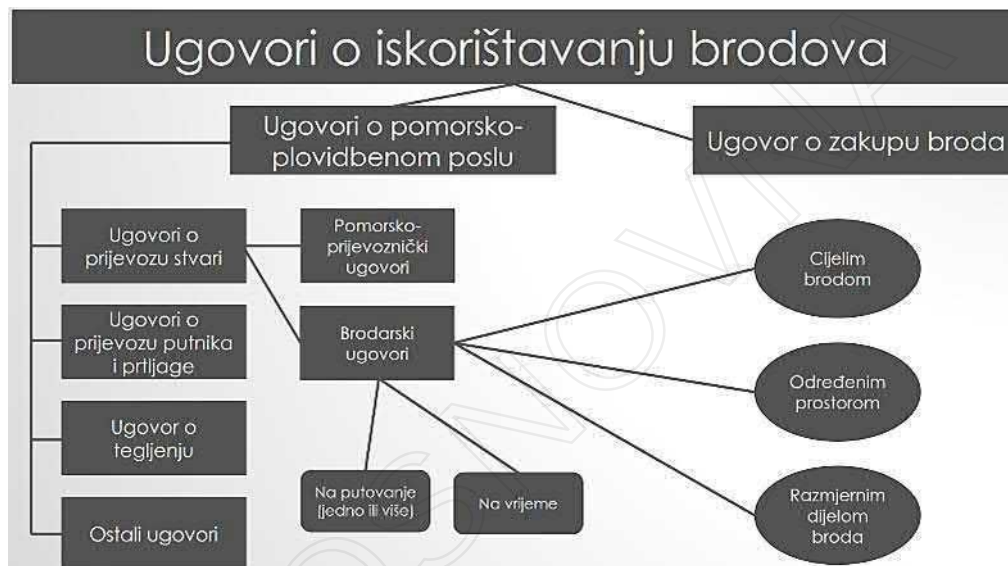 Ugovori o iskorištavanju brodova
Ugovori o pomorsko-
plovidbenom poslu
Ugovor o zakupu broda
Ugovori o
prijevozu stvari
Pomorsko-
prijevoznički
ugovori
Cijelim
brodom
Ugovori o
prijevozu putnika
i prtljage
Brodarski
ugovori
Određenim
prostorom
Ugovor o
tegljenju
Na putovanje
(jedno ili više)
Na vrijeme
Razmjernim
dijelom
broda
Ostali ugovori